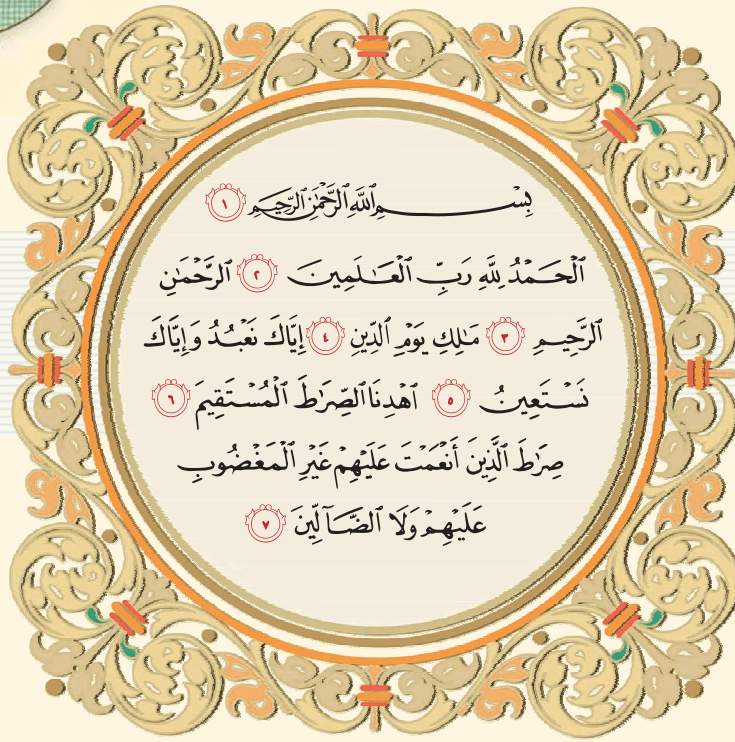 بِسْمِ ٱللَّهِ ٱلرَّحْمَٰنِ ٱلرَّحِيمِ ١
ٱلْحَمْدُ لِلَّهِ رَبِّ ٱلْعَٰلَمِينَ ٢ ٱلرَّحْمَٰنِ
ٱلرَّحِيمِ ٣ مَٰلِكِ يَوْمِ ٱلدِّينِ ٤ إِيَّاكَ نَعْبُدُ وَإِيَّاكَ
نَسْتَعِينُ ٥ ٱهْدِنَا ٱلصِّرَٰطَ ٱلْمُسْتَقِيمَ ٦
صِرَٰطَ ٱلَّذِينَ أَنْعَمْتَ عَلَيْهِمْ غَيْرِ ٱلْمَغْضُوبِ
عَلَيْهِمْ وَلَا ٱلضَّآلِّينَ ٧